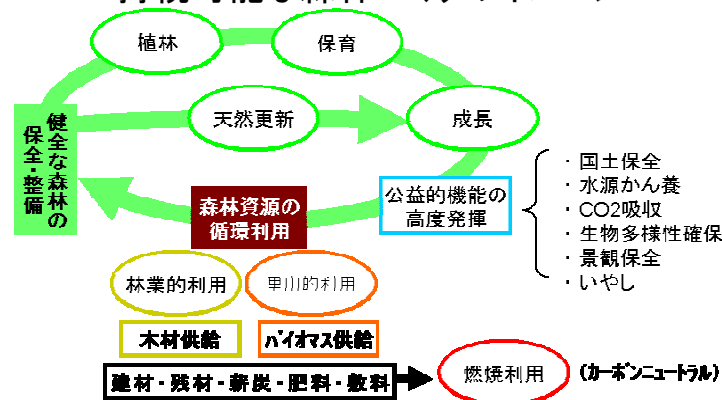 植林
保育
天然更新
成長
健全な森林の
保全・整備
森林資源の
循環利用
公益的機能の
高度発揮
・国土保全
・水源かん養
・CO2吸収
・生物多様性確保
・景観保全
・いやし
林業的利用
里山的利用
木材供給
バイオマス供給
建材・残材・薪炭・肥料・敷料
燃焼利用
(カーボンニュートラル)